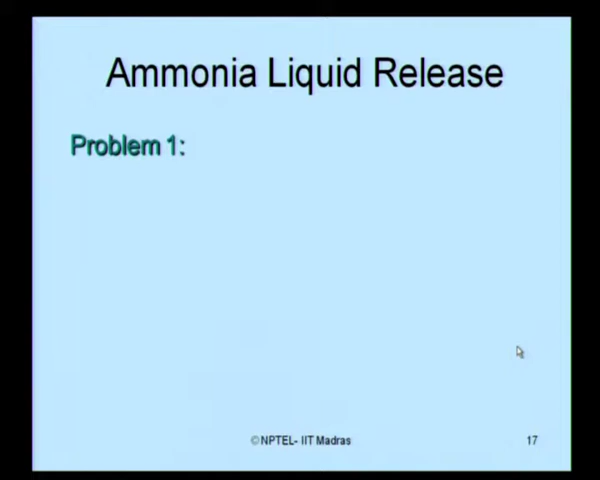 Ammonia Liquid Release
Problem 1:
©NPTEL- IIT Madras
17